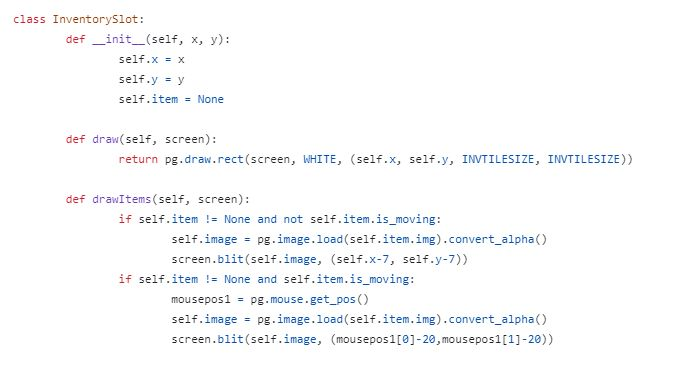 class InventorySlot:
def __init__(self, x, y):
self.x = x
self.y = y
self.item = None
def draw(self, screen):
return pg.draw.rect(screen, WHITE, (self.x, self.y, INVTILESIZE, INVTILESIZE))
def drawItems(self, screen):
if self.item != None and not self.item.is_moving:
self.image = pg.image.load(self.item.img).convert_alpha()
screen.blit(self.image, (self.x-7, self.y-7))
if self.item != None and self.item.is_moving:
mousepos1 = pg.mouse.get_pos()
self.image = pg.image.load(self.item.img).convert_alpha()
screen.blit(self.image, (mousepos1[0]-20,mousepos1[1]-20))